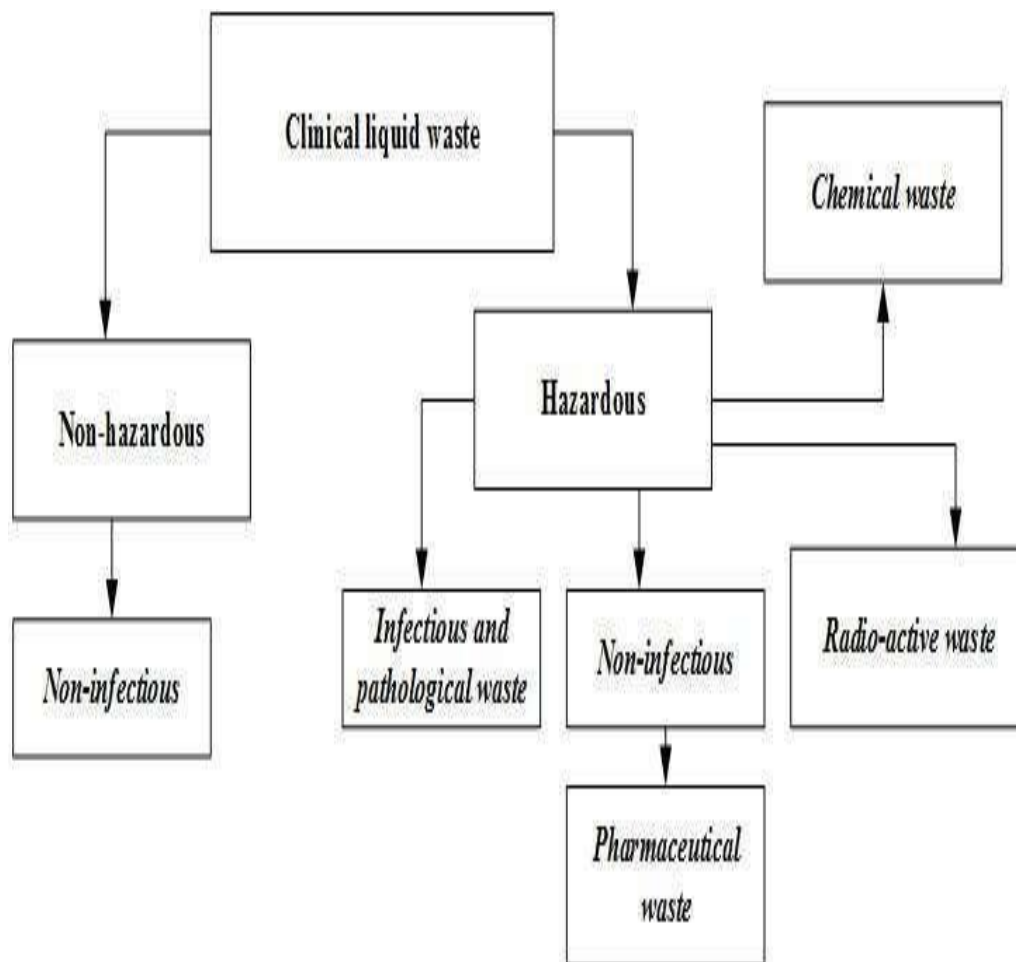 Clinical liquid waste
Chemical waste
Non-hazardous
Hazardous
Non-infectious
Infectious and
pathological waste
Non-infectious
Radio-active waste
Pharmaceutical
waste